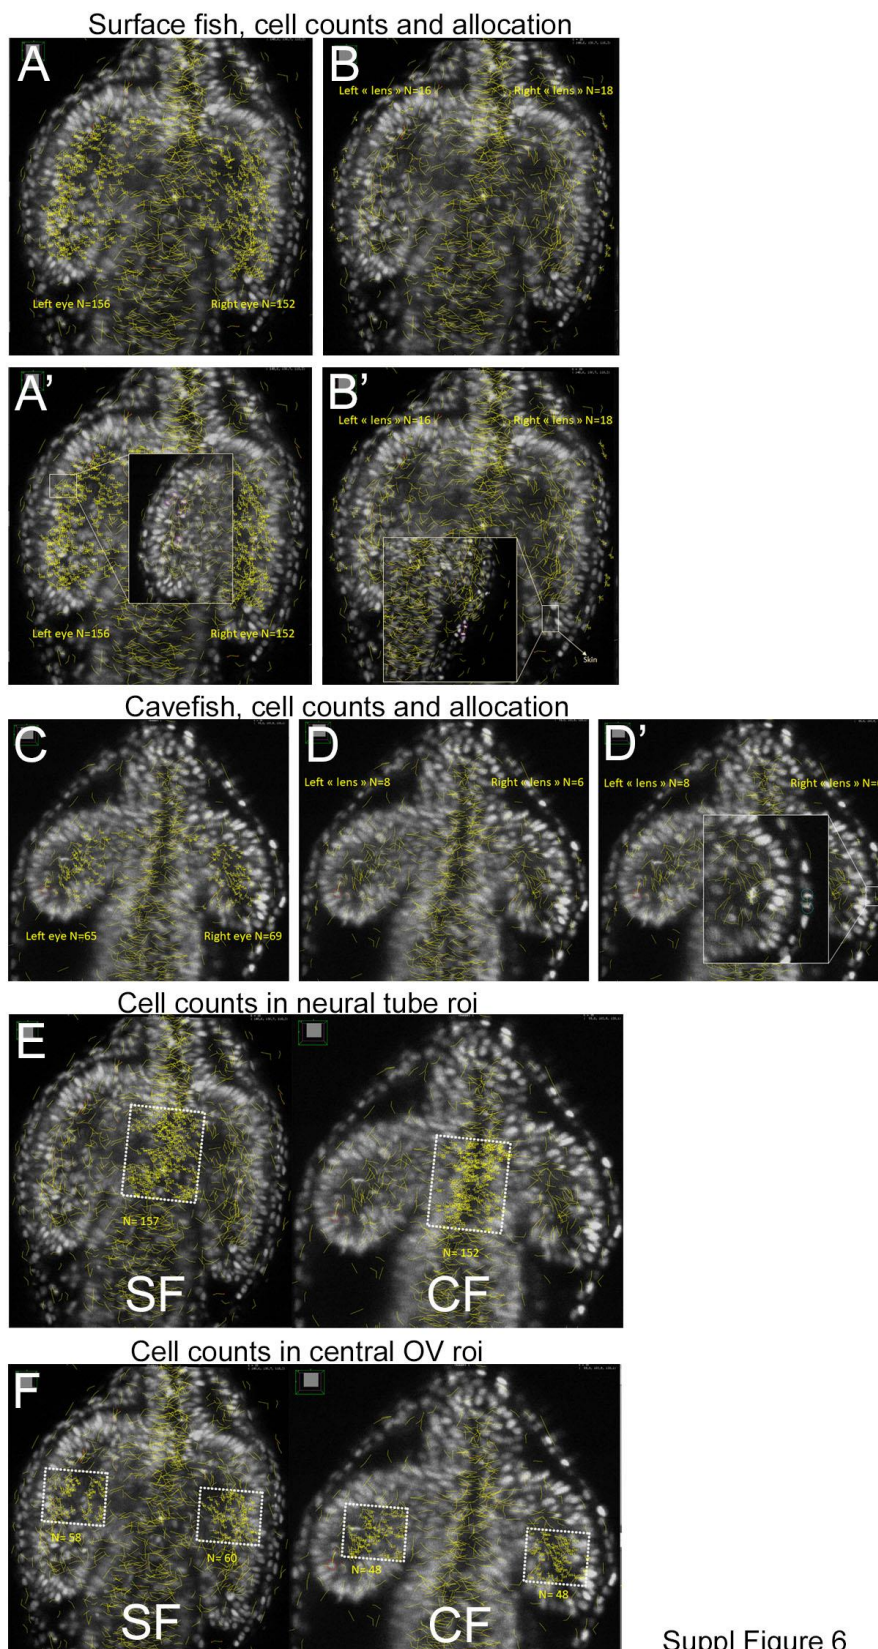 Surface fish, cell counts and allocation
A
B
Left « lens » N=16
Right « lens » N=18
Left eye N=156
Right eye N=152
A’
B’
Left « lens » N=16
Right « lens » N=18
Left eye N=156
Right eye N=152
Skin
Cavefish, cell counts and allocation
C
D
D’
Left « lens » N=8
Right « lens » N=6
Left « lens » N=8
Right « lens » N=
Left eye N=65
Right eye N=69
Cell counts in neural tube roi
E
N= 157
N= 152
SF
CF
Cell counts in central OV roi
F
N= 58
N= 60
N= 48
N= 48
SF
CF
Suppl Figure 6